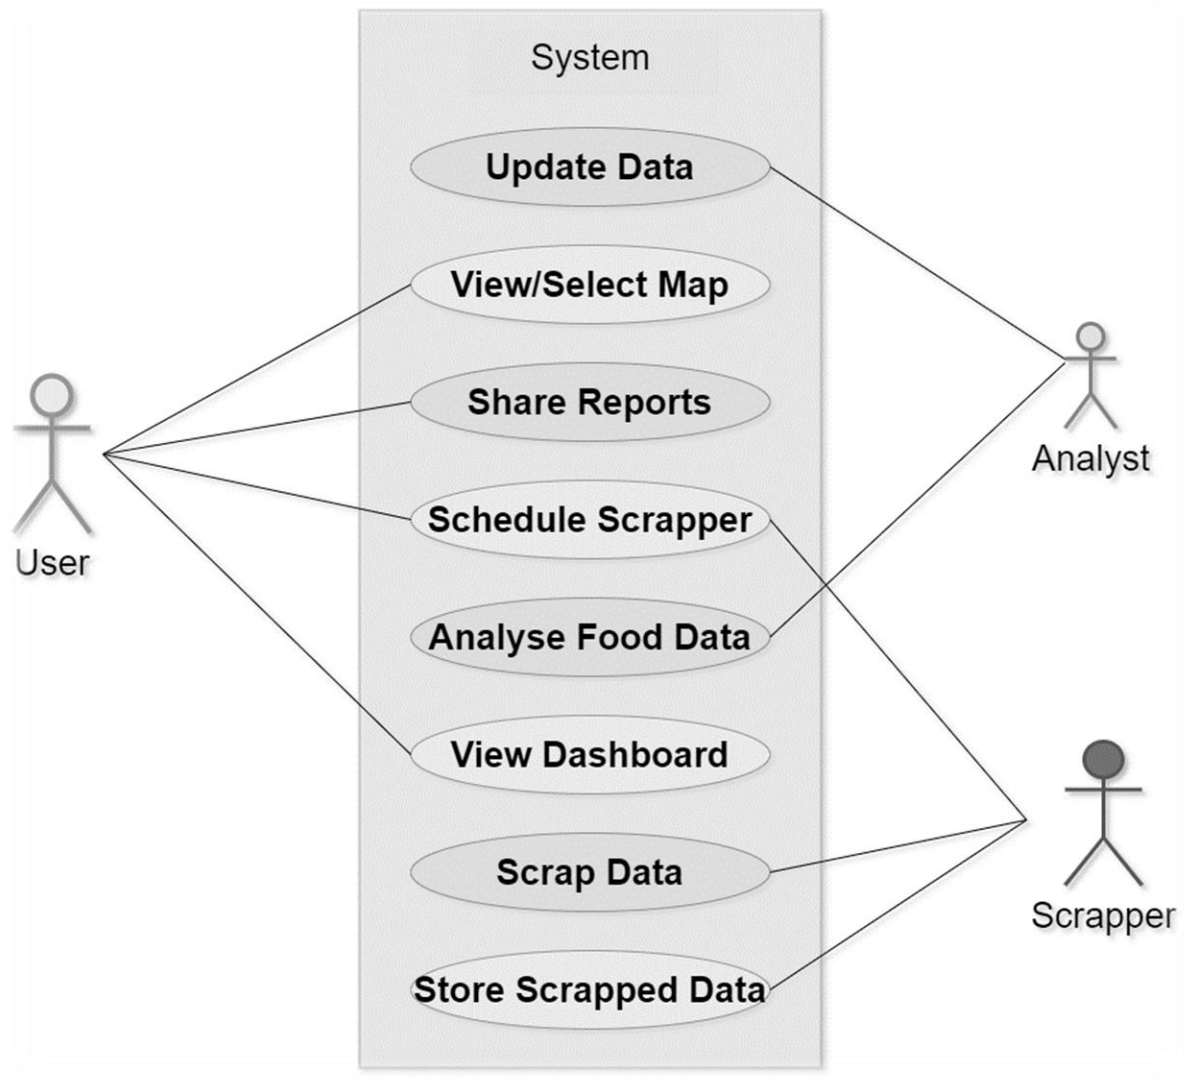 System
Update Data
View/Select Map
Share Reports
Schedule Scrapper
Analyse Food Data
View Dashboard
Scrap Data
Store Scrapped Data
User
Analyst
Scrapper